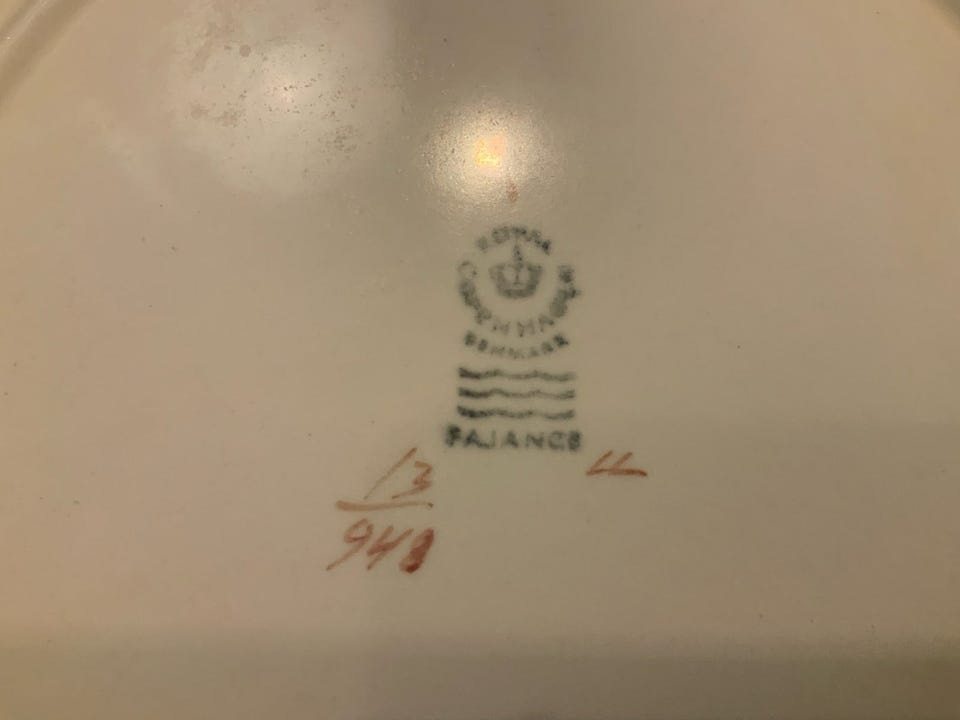 ROYAL
COPENHAGEN
DENMARK
FAJANCE
13
948